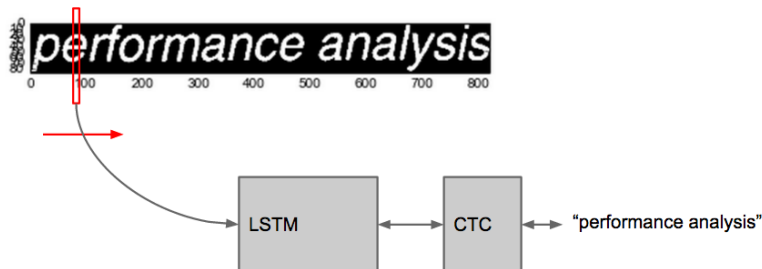 performance analysis
0 100 200 300 400 500 600 700 800
LSTM
CTC
“performance analysis”